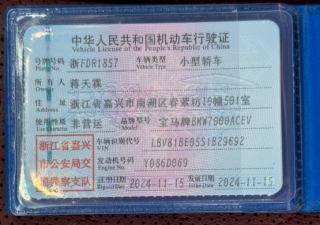 中华人民共和国机动车行驶证
Vehicle License of the People's Republic of China
号牌号码 浙FDR1857 车辆类型 小型轿车
Plate No. Vehicle Type
所有人 蒋天霖
Owner
住址 浙江省嘉兴市南湖区春苑坊10幢501室
Address
使用性质 非营运 品牌型号 宝马牌BMW7000ACEV
Use Character Model
浙江省嘉兴 车辆识别代号 LBV81BE05S1829692
VIN
市公安局交 发动机号码 Y086D069
Engine No.
通警察支队 注册日期 2024-11-15 发证日期 2024-11-15
Register Date Issue Date